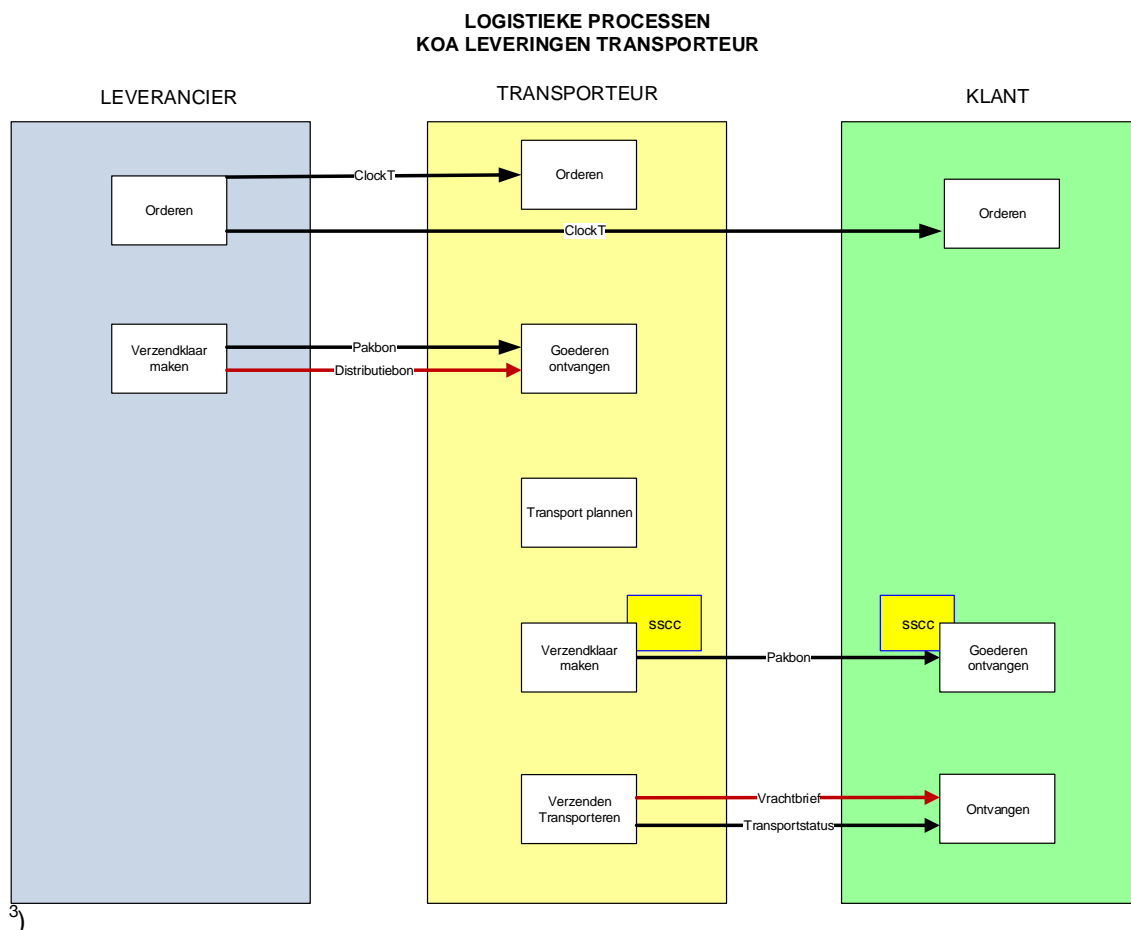 LOGISTIEKE PROCESSEN
KOA LEVERINGEN TRANSPORTEUR
LEVERANCIER
TRANSPORTEUR
KLANT
Orderen
ClockT
Orderen
Orderen
ClockT
Verzendklaar
maken
Pakbon
Distributiebon
Goederen
ontvangen
Transport plannen
sscc
Verzendklaar
maken
Pakbon
sscc
Goederen
ontvangen
Verzenden
Transporteren
Vrachtbrief
Transportstatus
Ontvangen
3)